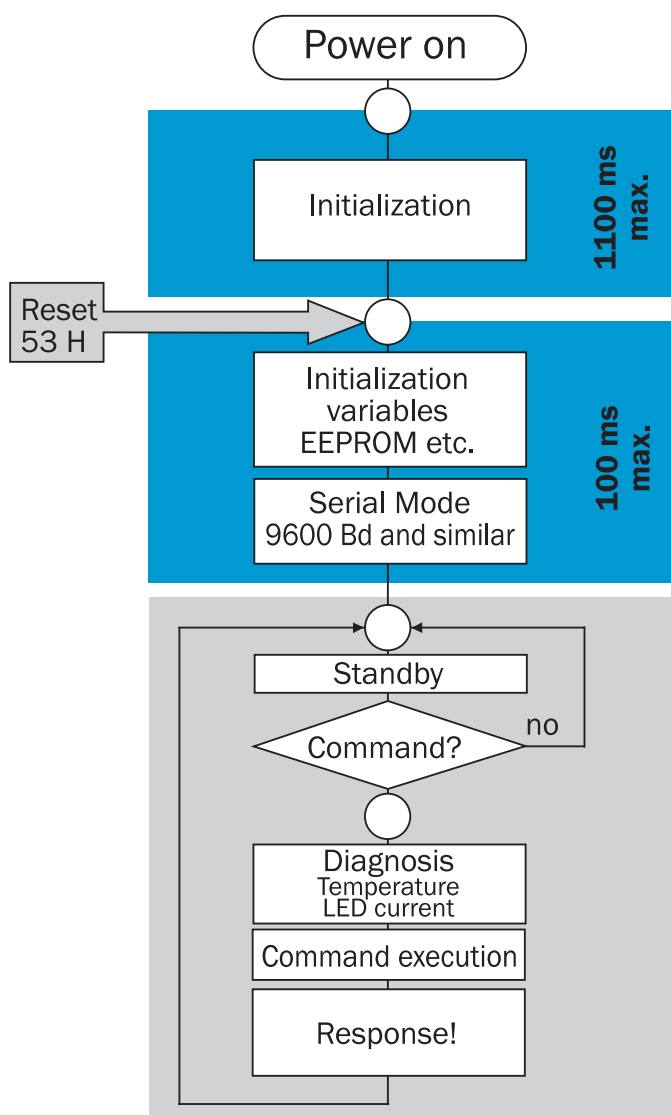 Power on
Initialization
1100 ms
max.
Reset
53 H
Initialization
variables
EEPROM etc.
100 ms
max.
Serial Mode
9600 Bd and similar
Standby
Command?
no
Diagnosis
Temperature
LED current
Command execution
Response!